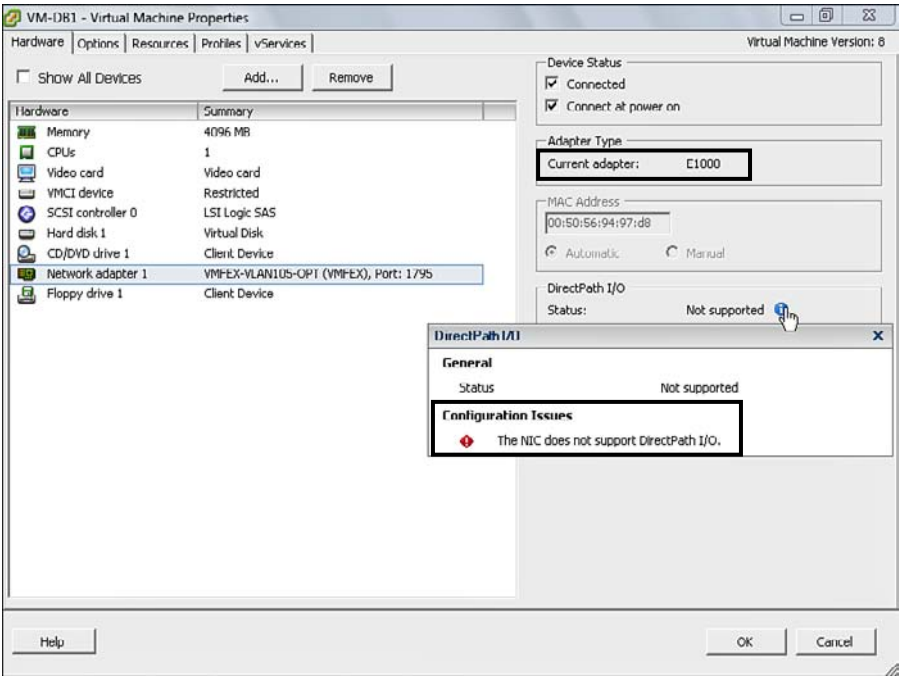 VM-DB1 - Virtual Machine Properties
Hardware Options Resources Profiles vServices Virtual Machine Version: 8
Show All Devices Add... Remove
Hardware Summary
Memory 4096 MB
CPUs 1
Video card Video card
VMCI device Restricted
SCSI controller 0 LSI Logic SAS
Hard disk 1 Virtual Disk
CD/DVD drive 1 Client Device
Network adapter 1 VMFEX-VLAN105-OPT (VMFEX), Port: 1795
Floppy drive 1 Client Device
Device Status
Connected
Connect at power on
Adapter Type
Current adapter: E1000
MAC Address
00:50:56:94:97:d8
Automatic Manual
DirectPath I/O
Status: Not supported
DirectPath I/O X
General
Status Not supported
Configuration Issues
The NIC does not support DirectPath I/O.
Help OK Cancel